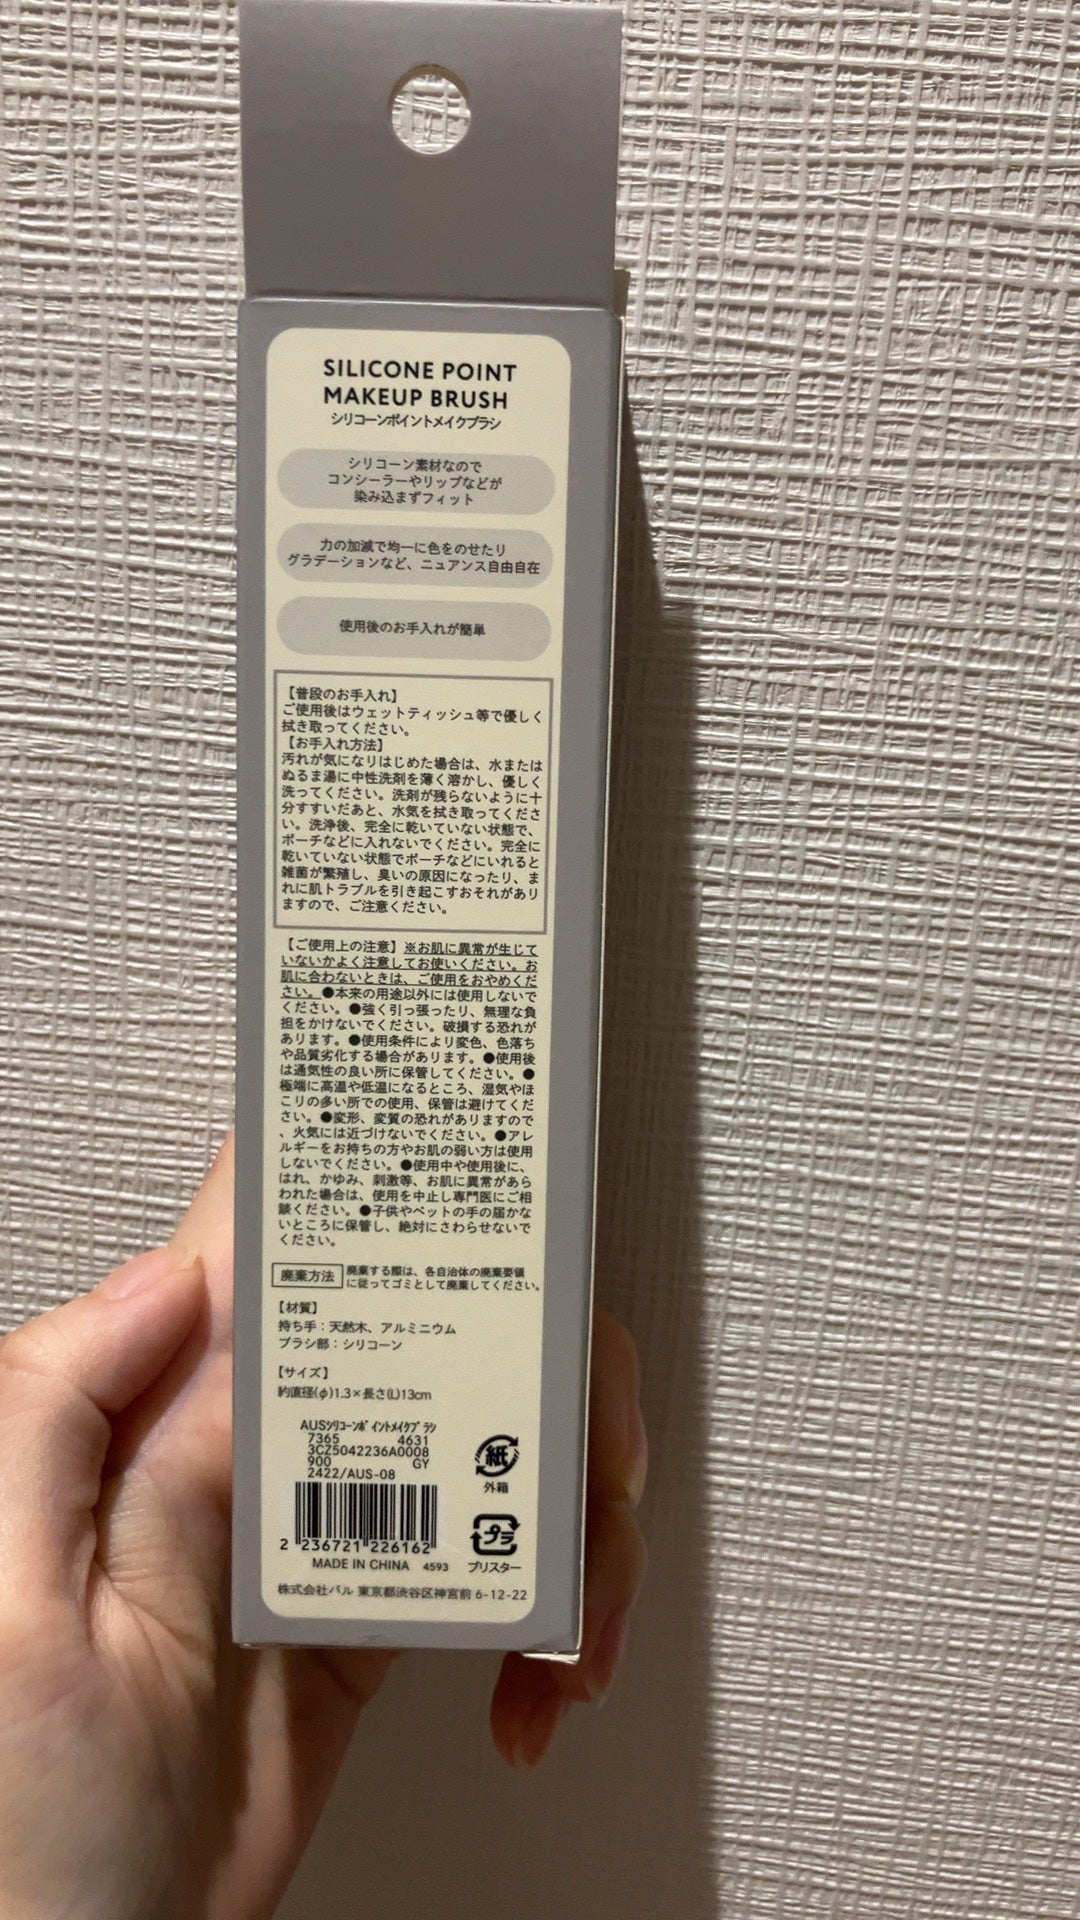 SILICONE POINT
MAKEUP BRUSH
シリコーンポイントメイクブラシ
シリコーン素材なので
コンシーラーやリップなどが
染み込まずフィット
力の加減で均一に色をのせたり
グラデーションなど、ニュアンス自由自在
使用後のお手入れが簡単
【普段のお手入れ】
ご使用後はウェットティッシュ等で優しく
拭き取ってください。
【お手入れ方法】
汚れが気になりはじめた場合は、水または
ぬるま湯に中性洗剤を薄く溶かし、優しく
洗ってください。洗剤が残らないように十
分すすいだあと、水気を拭き取ってくださ
い。洗浄後、完全に乾いていない状態で、
ポーチなどに入れないでください。完全に
乾いていない状態でポーチなどにいれると
雑菌が繁殖し、臭いの原因になったり、ま
れに肌トラブルを引き起こすおそれがあり
ますので、ご注意ください。
【ご使用上の注意】※お肌に異常が生じて
いないかよく注意してお使いください。お
肌に合わないときは、ご使用をおやめくだ
さい。●本来の用途以外には使用しないで
ください。●強く引っ張ったり、無理な負
担をかけないでください。破損する恐れが
あります。●使用条件により変色、色落ち
や品質劣化する場合があります。●使用後
は通気性の良い所に保管してください。●
極端に高温や低温になるところ、湿気やほ
こりの多い所での使用、保管は避けてくだ
さい。●変形、変質の恐れがありますので
、火気には近づけないでください。●アレ
ルギーをお持ちの方やお肌の弱い方は使用
しないでください。●使用中や使用後に、
はれ、かゆみ、刺激等、お肌に異常があら
われた場合は、使用を中止し専門医にご相
談ください。●子供やペットの手の届かな
いところに保管し、絶対にさわらせないで
ください。
廃棄方法 廃棄する際は、各自治体の廃棄要領
に従ってゴミとして廃棄してください。
【材質】
持ち手：天然木、アルミニウム
ブラシ部：シリコーン
【サイズ】
約直径(φ)1.3×長さ(L)13cm
AUSｼﾘｺｰﾝﾎﾟｲﾝﾄﾒｲｸﾌﾞﾗｼ
7365 4631
3CZ5042236A0008
900 GY
2422/AUS-08
2 236721 226162
MADE IN CHINA 4593
紙
外箱
プラ
ブリスター
株式会社パル 東京都渋谷区神宮前 6-12-22